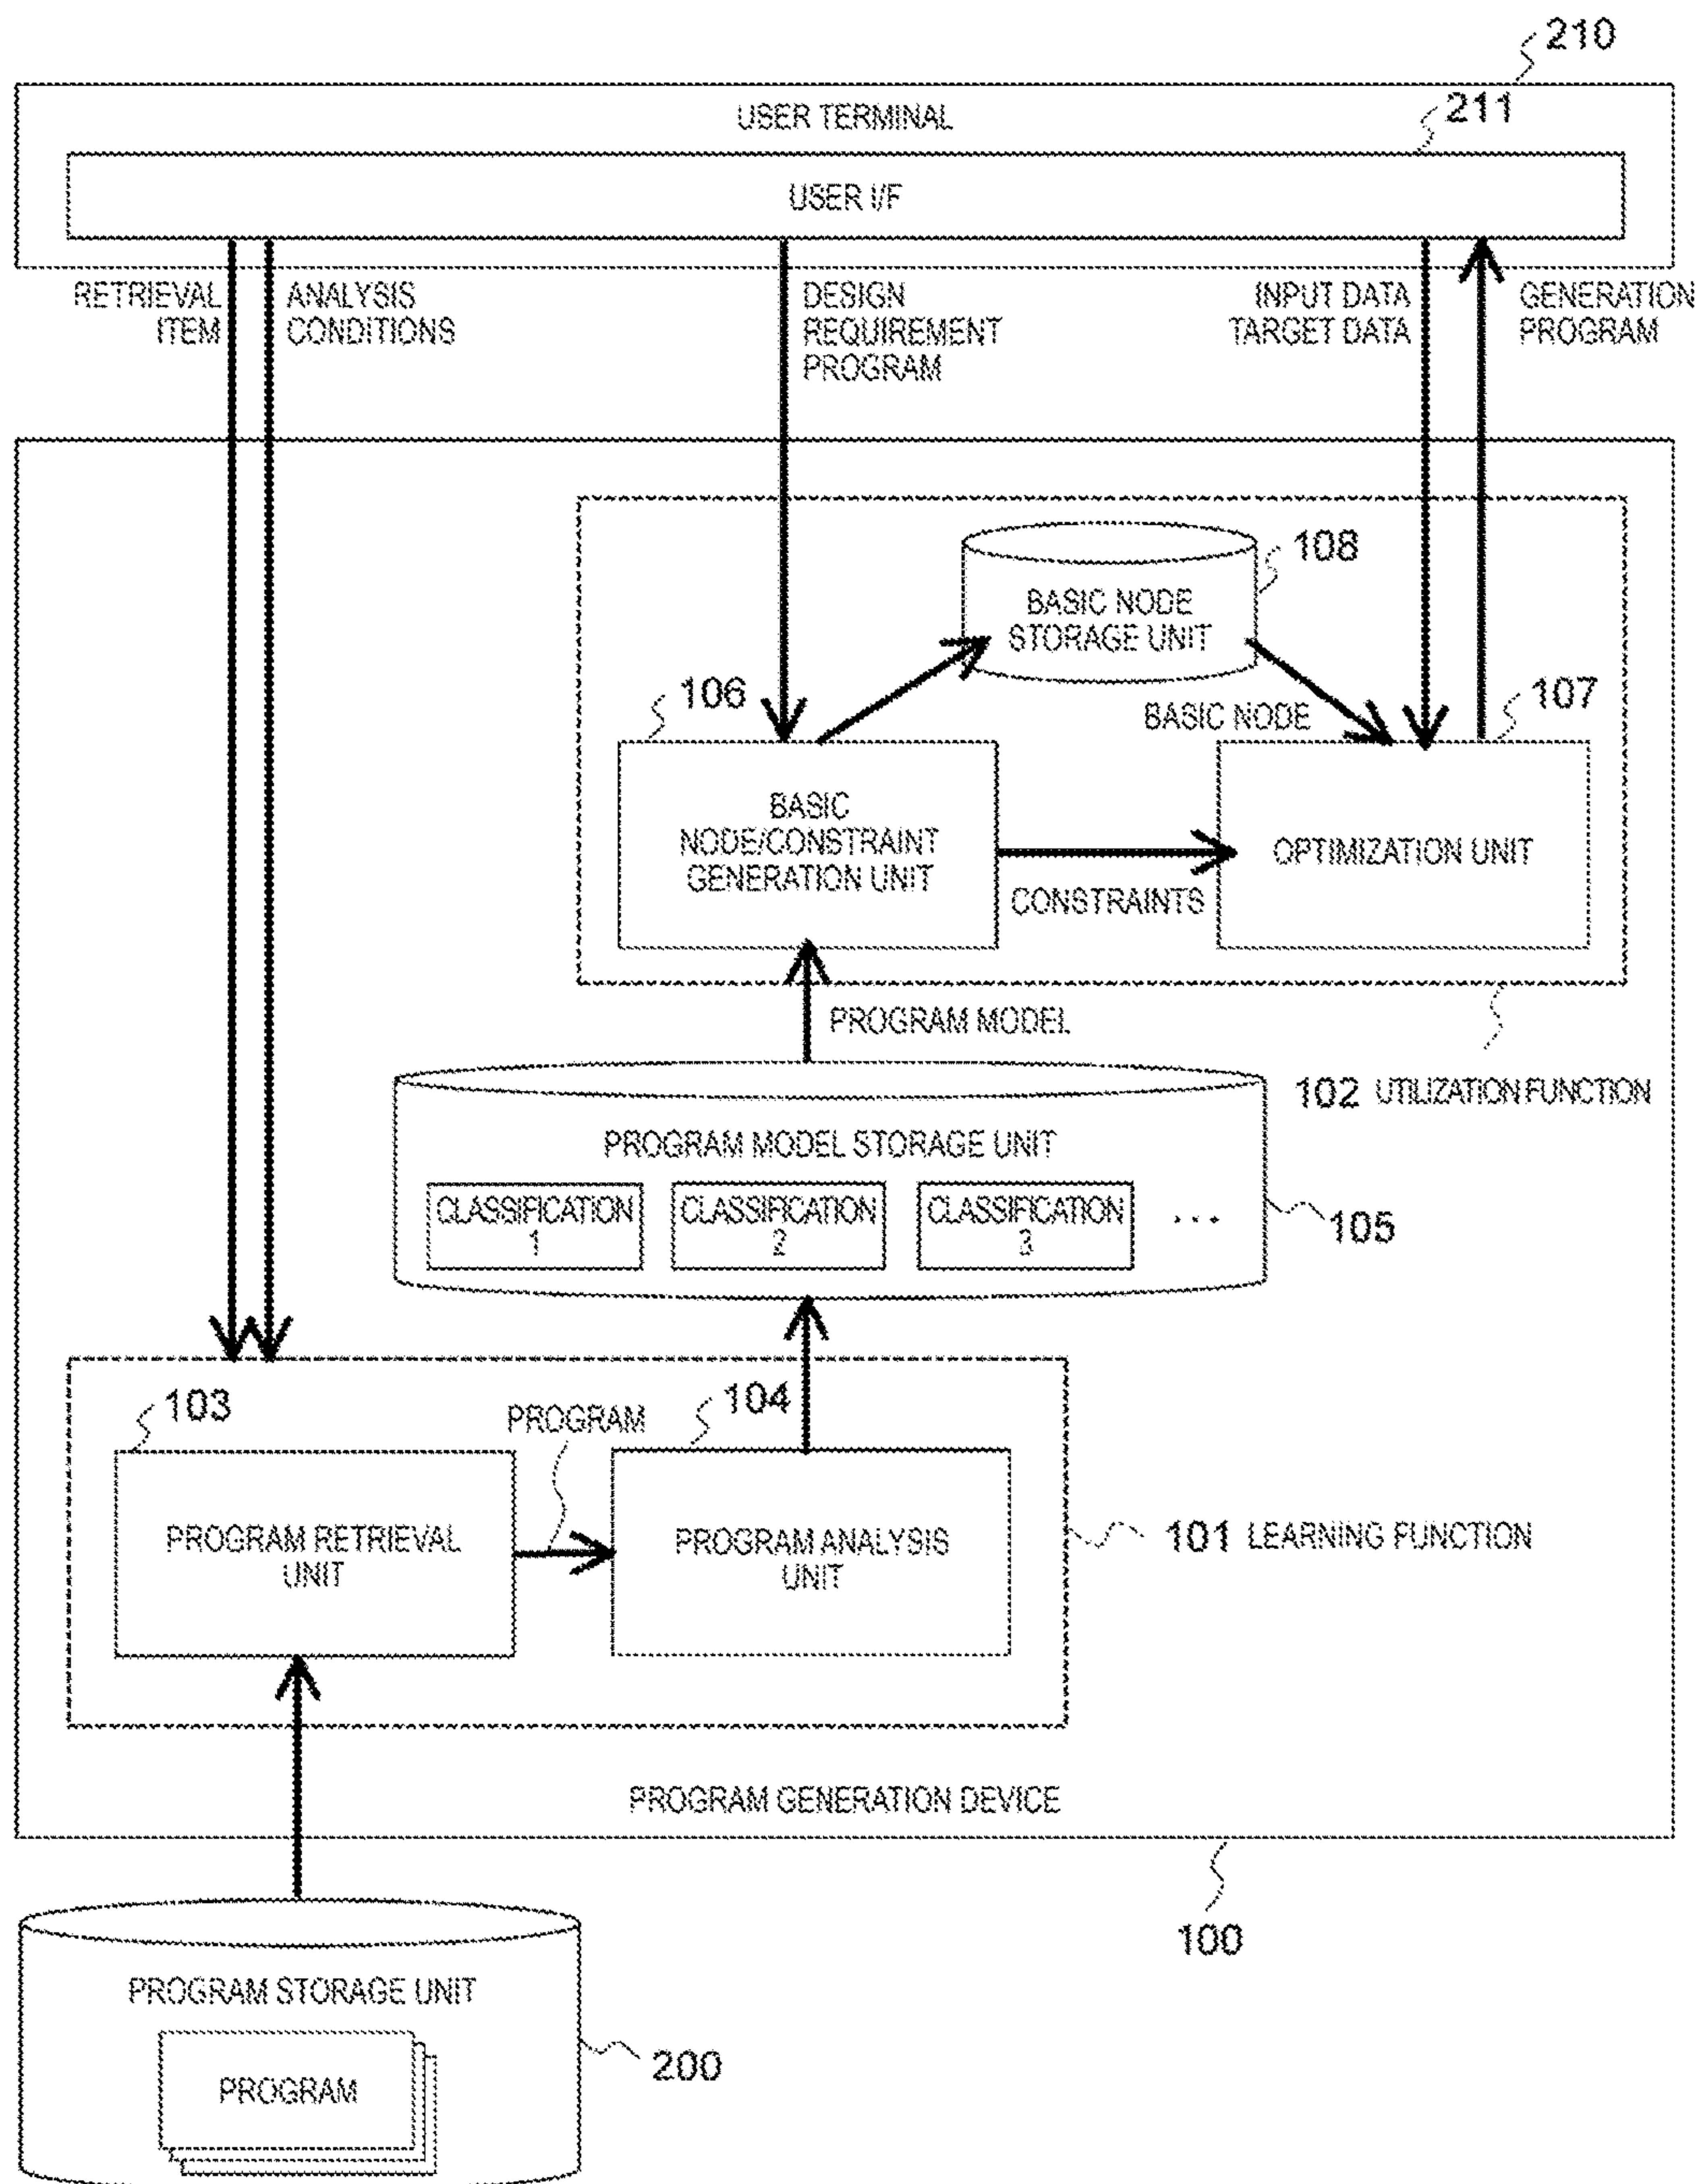 210
USER TERMINAL
211
USER I/F
RETRIEVAL
ITEM
ANALYSIS
CONDITIONS
DESIGN
REQUIREMENT
PROGRAM
INPUT DATA
TARGET DATA
GENERATION
PROGRAM
108
BASIC NODE
STORAGE UNIT
106
107
BASIC NODE
BASIC
NODE/CONSTRAINT
GENERATION UNIT
OPTIMIZATION UNIT
CONSTRAINTS
PROGRAM MODEL
102 UTILIZATION FUNCTION
PROGRAM MODEL STORAGE UNIT
CLASSIFICATION
1
CLASSIFICATION
2
CLASSIFICATION
3
...
105
103
PROGRAM
104
PROGRAM RETRIEVAL
UNIT
PROGRAM ANALYSIS
UNIT
101 LEARNING FUNCTION
PROGRAM GENERATION DEVICE
100
PROGRAM STORAGE UNIT
PROGRAM
200